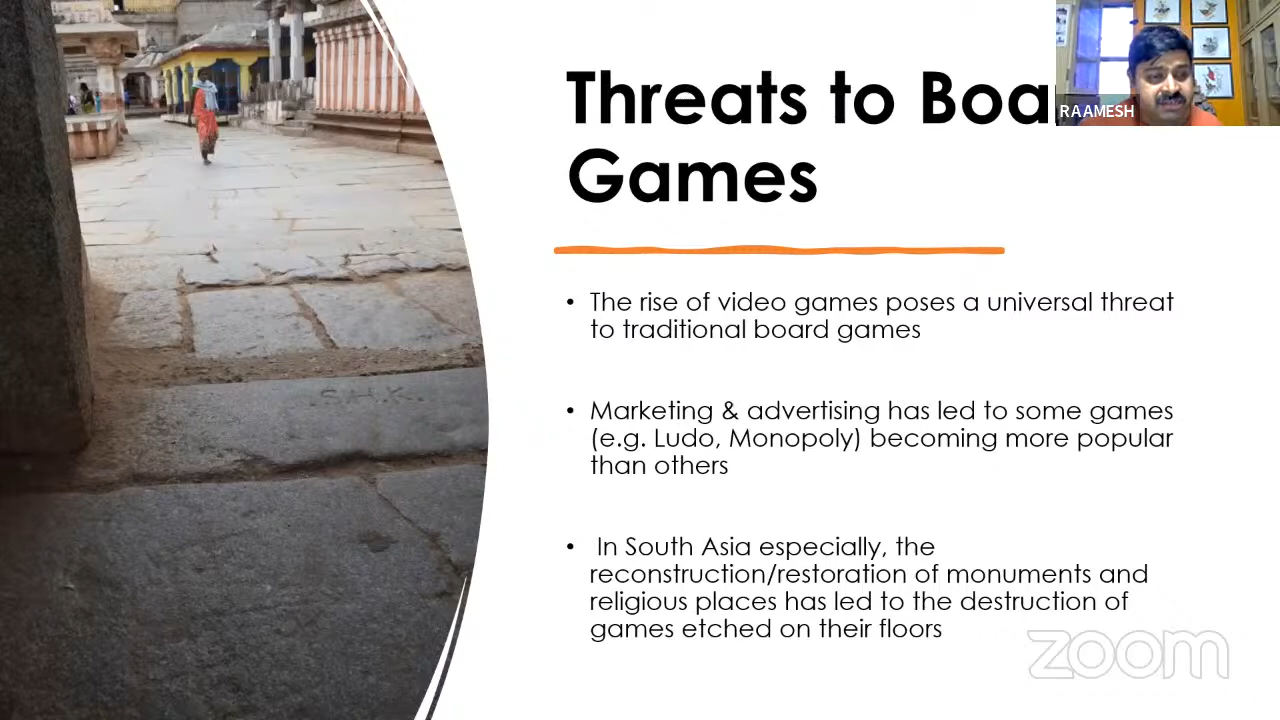 Threats to Boa
Games
RAAMESH
• The rise of video games poses a universal threat
to traditional board games
• Marketing & advertising has led to some games
(e.g. Ludo, Monopoly) becoming more popular
than others
• In South Asia especially, the
reconstruction/restoration of monuments and
religious places has led to the destruction of
games etched on their floors
S.H.K.
zoom